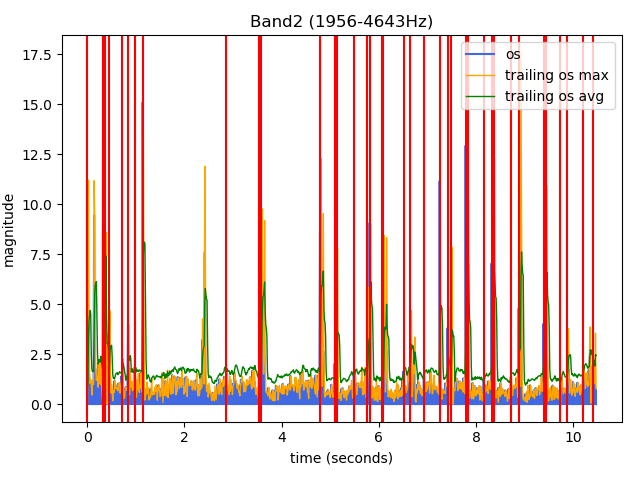 Band2 (1956-4643Hz)
os
trailing os max
trailing os avg
magnitude
17.5
15.0
12.5
10.0
7.5
5.0
2.5
0.0
0 2 4 6 8 10
time (seconds)